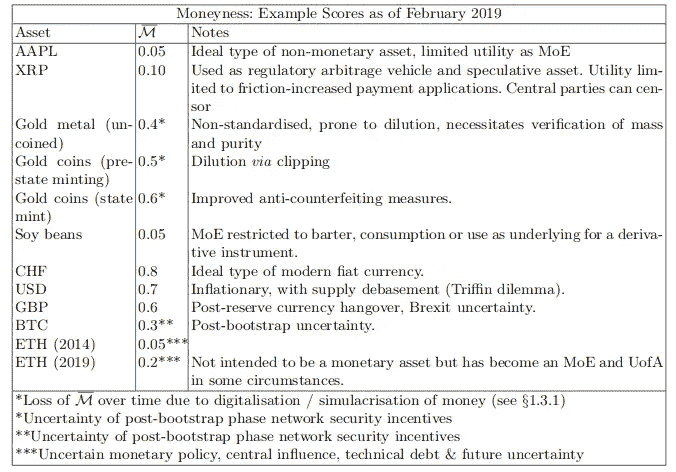 Moneyness: Example Scores as of February 2019
Asset M Notes
AAPL 0.05 Ideal type of non-monetary asset, limited utility as MoE
XRP 0.10 Used as regulatory arbitrage vehicle and speculative asset. Utility lim-
ited to friction-increased payment applications. Central parties can cen-
sor
Gold metal (un- 0.4* Non-standardised, prone to dilution, necessitates verification of mass
coined) and purity
Gold coins (pre- 0.5* Dilution via clipping
state minting)
Gold coins (state 0.6* Improved anti-counterfeiting measures.
mint)
Soy beans 0.05 MoE restricted to barter, consumption or use as underlying for a deriva-
tive instrument.
CHF 0.8 Ideal type of modern fiat currency.
USD 0.7 Inflationary, with supply debasement (Triffin dilemma).
GBP 0.6 Post-reserve currency hangover, Brexit uncertainty.
BTC 0.3** Post-bootstrap uncertainty.
ETH (2014) 0.05***
ETH (2019) 0.2*** Not intended to be a monetary asset but has become an MoE and UofA
in some circumstances.
*Loss of M̅ over time due to digitalisation / simulacrisation of money (see §1.3.1)
*Uncertainty of post-bootstrap phase network security incentives
**Uncertainty of post-bootstrap phase network security incentives
***Uncertain monetary policy, central influence, technical debt & future uncertainty